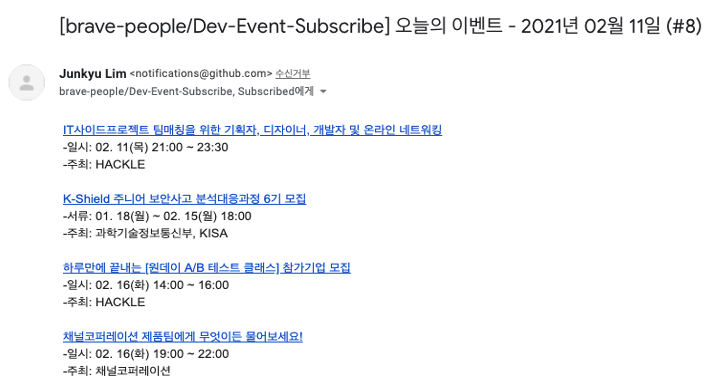 [brave-people/Dev-Event-Subscribe] 오늘의 이벤트 - 2021년 02월 11일 (#8)
Junkyu Lim <notifications@github.com> 수신거부
brave-people/Dev-Event-Subscribe, Subscribed에게
IT사이드프로젝트 팀매칭을 위한 기획자, 디자이너, 개발자 및 온라인 네트워킹
-일시: 02. 11(목) 21:00 ~ 23:30
-주최: HACKLE
K-Shield 주니어 보안사고 분석대응과정 6기 모집
-서류: 01. 18(월) ~ 02. 15(월) 18:00
-주최: 과학기술정보통신부, KISA
하루만에 끝내는 [원데이 A/B 테스트 클래스] 참가기업 모집
-일시: 02. 16(화) 14:00 ~ 16:00
-주최: HACKLE
채널코퍼레이션 제품팀에게 무엇이든 물어보세요!
-일시: 02. 16(화) 19:00 ~ 22:00
-주최: 채널코퍼레이션